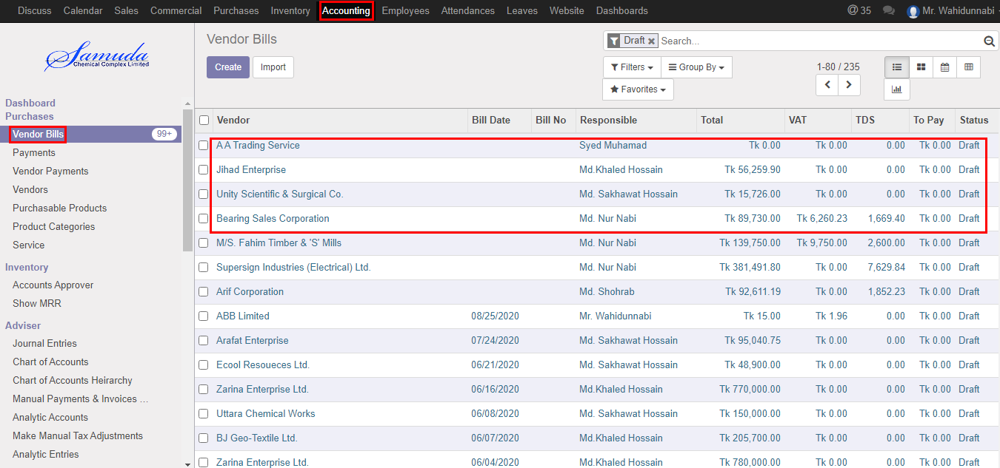 Discuss Calendar Sales Commercial Purchases Inventory Accounting Employees Attendances Leaves Website Dashboards @ 35 Mr. Wahidunnabi
Samuda
Chemical Complex Limited
Dashboard
Purchases
Vendor Bills 99+
Payments
Vendor Payments
Vendors
Purchasable Products
Product Categories
Service
Inventory
Accounts Approver
Show MRR
Adviser
Journal Entries
Chart of Accounts
Chart of Accounts Heirarchy
Manual Payments & Invoices ...
Analytic Accounts
Make Manual Tax Adjustments
Analytic Entries
Vendor Bills
Draft Search...
Create Import
Filters Group By
Favorites
1-80 / 235
Vendor Bill Date Bill No Responsible Total VAT TDS To Pay Status
A A Trading Service Syed Muhamad Tk 0.00 Tk 0.00 0.00 Tk 0.00 Draft
Jihad Enterprise Md.Khaled Hossain Tk 56,259.90 Tk 0.00 0.00 Tk 0.00 Draft
Unity Scientific & Surgical Co. Md. Sakhawat Hossain Tk 15,726.00 Tk 0.00 0.00 Tk 0.00 Draft
Bearing Sales Corporation Md. Nur Nabi Tk 89,730.00 Tk 6,260.23 1,669.40 Tk 0.00 Draft
M/S. Fahim Timber & 'S' Mills Md. Nur Nabi Tk 139,750.00 Tk 9,750.00 2,600.00 Tk 0.00 Draft
Supersign Industries (Electrical) Ltd. Md. Nur Nabi Tk 381,491.80 Tk 0.00 7,629.84 Tk 0.00 Draft
Arif Corporation Md. Shohrab Tk 92,611.19 Tk 0.00 1,852.23 Tk 0.00 Draft
ABB Limited 08/25/2020 Mr. Wahidunnabi Tk 15.00 Tk 1.96 0.00 Tk 0.00 Draft
Arafat Enterprise 07/24/2020 Md. Sakhawat Hossain Tk 95,040.75 Tk 0.00 0.00 Tk 0.00 Draft
Ecool Resoueces Ltd. 06/21/2020 Md. Sakhawat Hossain Tk 48,900.00 Tk 0.00 0.00 Tk 0.00 Draft
Zarina Enterprise Ltd. 06/16/2020 Md.Khaled Hossain Tk 770,000.00 Tk 0.00 0.00 Tk 0.00 Draft
Uttara Chemical Works 06/08/2020 Md. Sakhawat Hossain Tk 150,000.00 Tk 0.00 0.00 Tk 0.00 Draft
BJ Geo-Textile Ltd. 06/07/2020 Md.Khaled Hossain Tk 205,700.00 Tk 0.00 0.00 Tk 0.00 Draft
Zarina Enterprise Ltd. 06/04/2020 Md.Khaled Hossain Tk 780,000.00 Tk 0.00 0.00 Tk 0.00 Draft